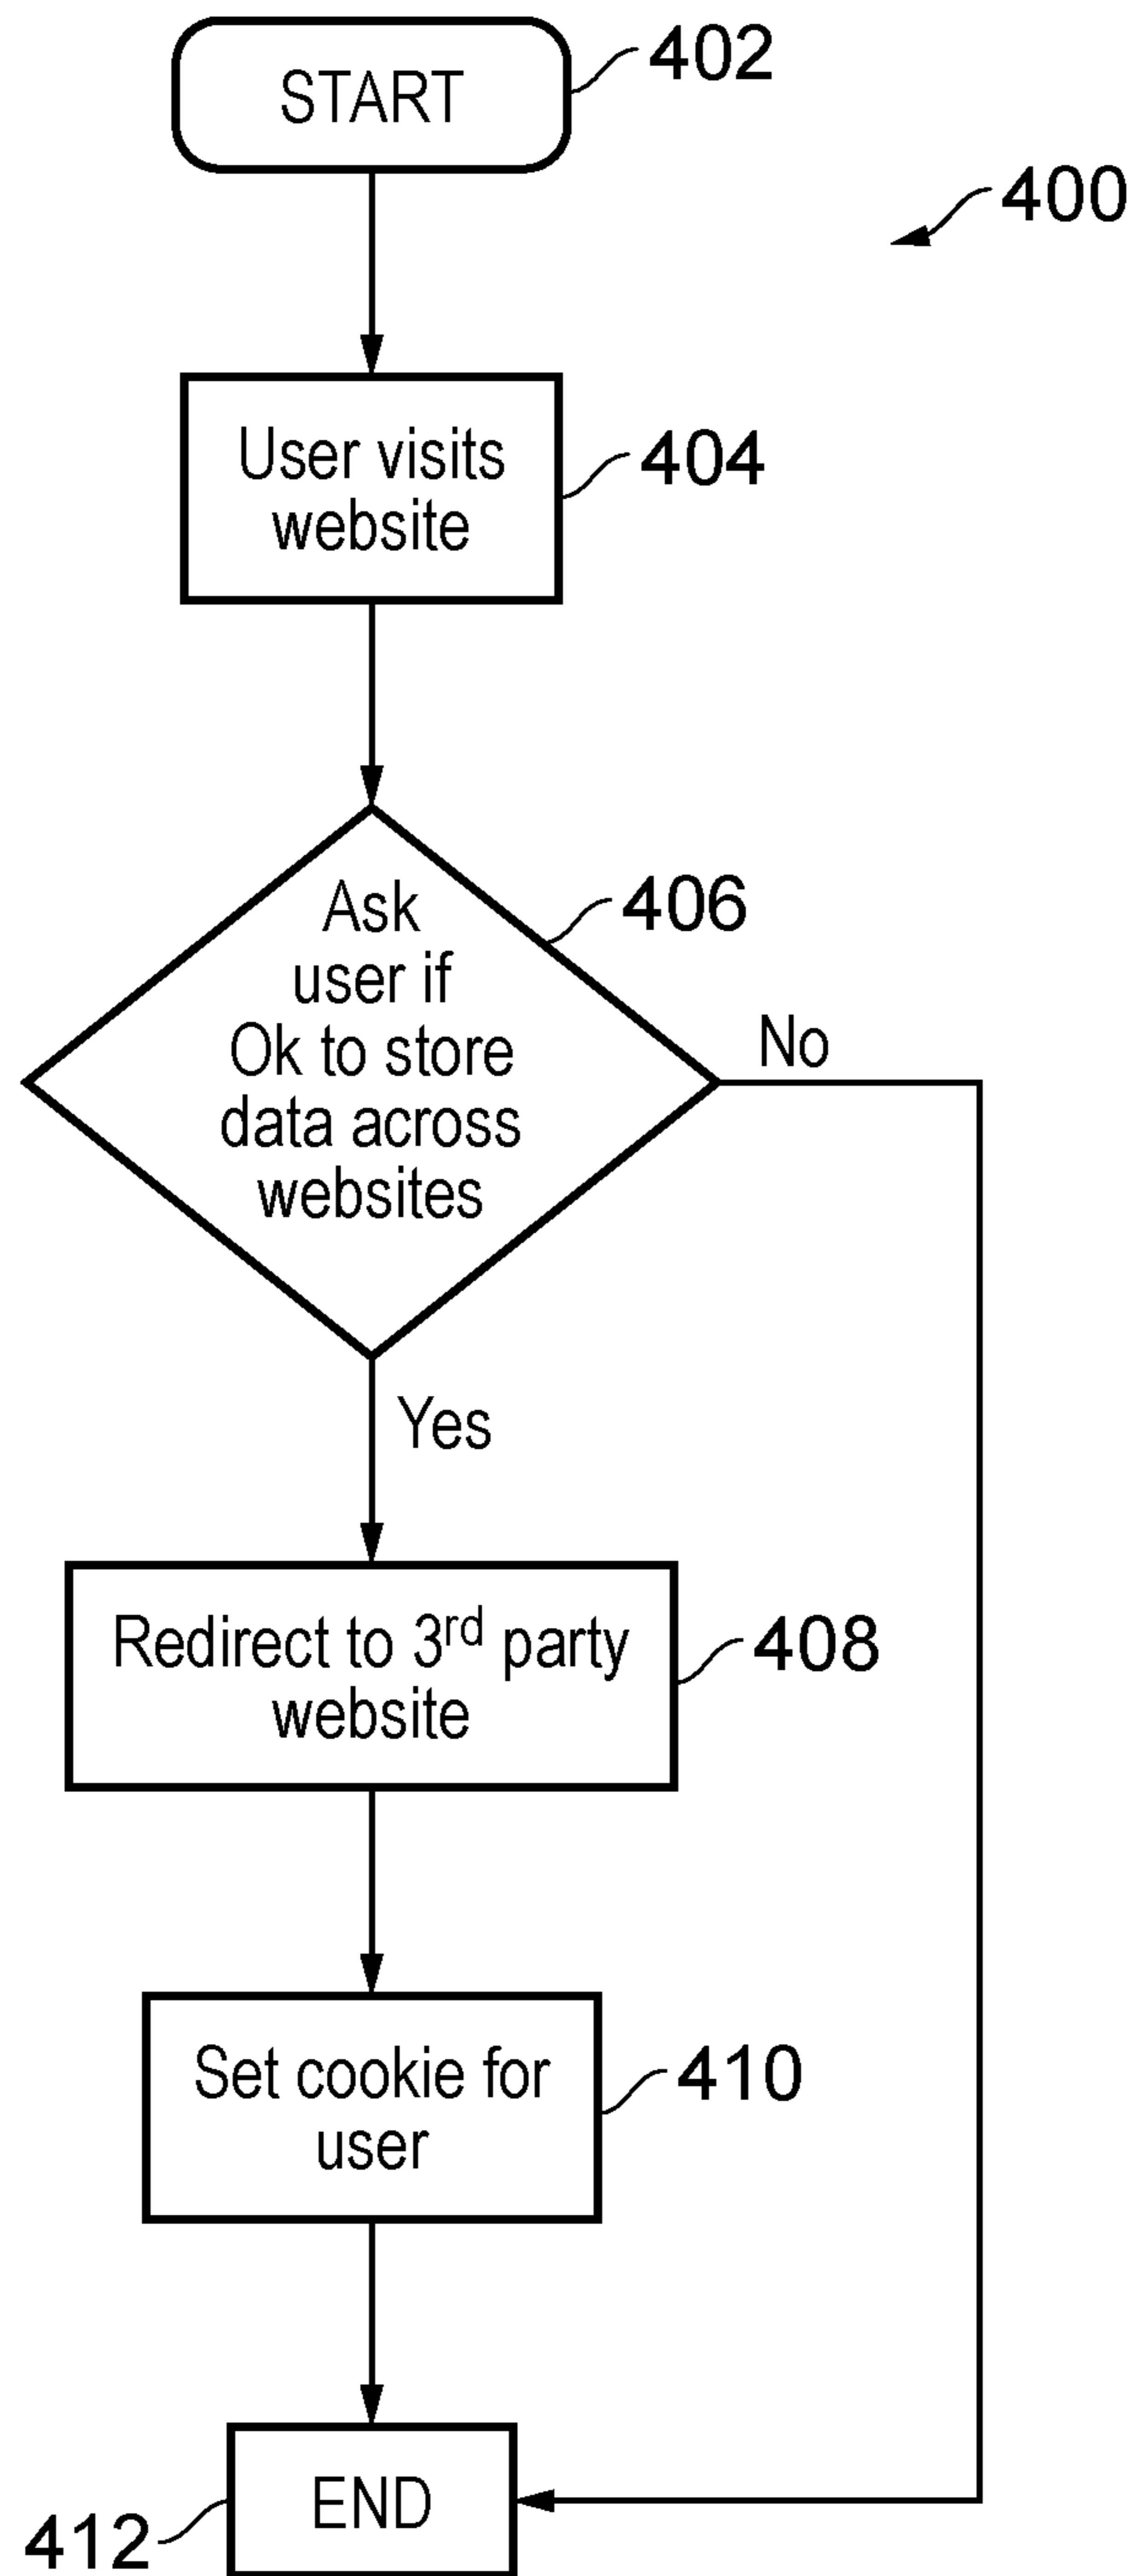 START
402
400
User visits
website
404
Ask
user if
Ok to store
data across
websites
406
No
Yes
Redirect to 3rd party
website
408
Set cookie for
user
410
END
412